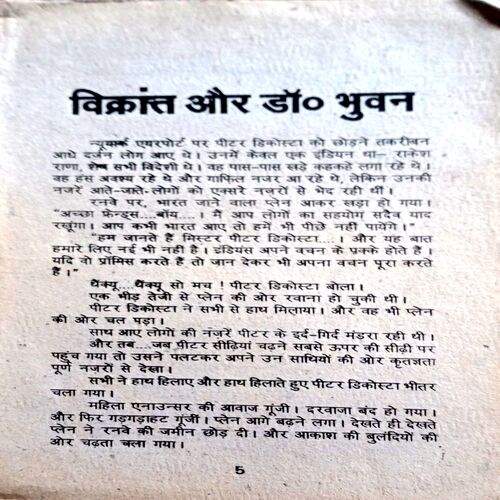 विक्रांत और डॉ० भुवन
न्यूयार्क एयरपोर्ट पर पीटर डिकोस्टा को छोड़ने तकरीबन
आधे दर्जन लोग आए थे। उनमें केवल एक इंडियन था— राकेश
राणा, शेष सभी विदेशी थे। वह पास-पास खड़े कहकहे लगा रहे थे।
वह हंस अवश्य रहे थे और गाफिल नजर आ रहे थे, लेकिन उनकी
नजरें आते-जाते-लोगों को एक्सरे नज़रों से भेद रही थीं।
रनवे पर, भारत जाने वाला प्लेन आकर खड़ा हो गया।
"अच्छा फ्रेन्ड्स....बॉय....। मैं आप लोगों का सहयोग सदैव याद
रखूंगा। आप कभी भारत आए तो हमें भी पीछे नहीं पायेंगे।"
"हम जानते हैं मिस्टर पीटर डिकोस्टा....। और यह बात
हमारे लिए नई भी नहीं है। इंडियंस अपने वचन के प्रक्के होते हैं।
यदि वो प्रॉमिस करते हैं तो जान देकर भी अपना वचन पूरा करते
हैं।"
थैंक्यू....थैंक्यू सो मच ! पीटर डिकोस्टा बोला।
एक भीड़ तेजी से प्लेन की ओर रवाना हो चुकी थी।
पीटर डिकोस्टा ने सभी से हाथ मिलाया। और वह भी प्लेन
की ओर चल पड़ा।
साथ आए लोगों की नज़रें पीटर के इर्द-गिर्द मंडरा रही थीं।
और तब....जब पीटर सीढ़ियां चढ़ने सबसे ऊपर की सीढ़ी पर
पहुंच गया तो उसने पलटकर अपने उन साथियों की ओर कृतज्ञता
पूर्ण नज़रों से देखा।
सभी ने हाथ हिलाए और हाथ हिलाते हुए पीटर डिकोस्टा भीतर
चला गया।
महिला एनाउन्सर की आवाज गूंजी। दरवाजा बंद हो गया।
और फिर गड़गड़ाहट गूंजीं। प्लेन आगे बढ़ने लगा। देखते ही देखते
प्लेन ने रनवे की जमीन छोड़ दी। और आकाश की बुलंदियों की
ओर चढ़ता चला गया।
5